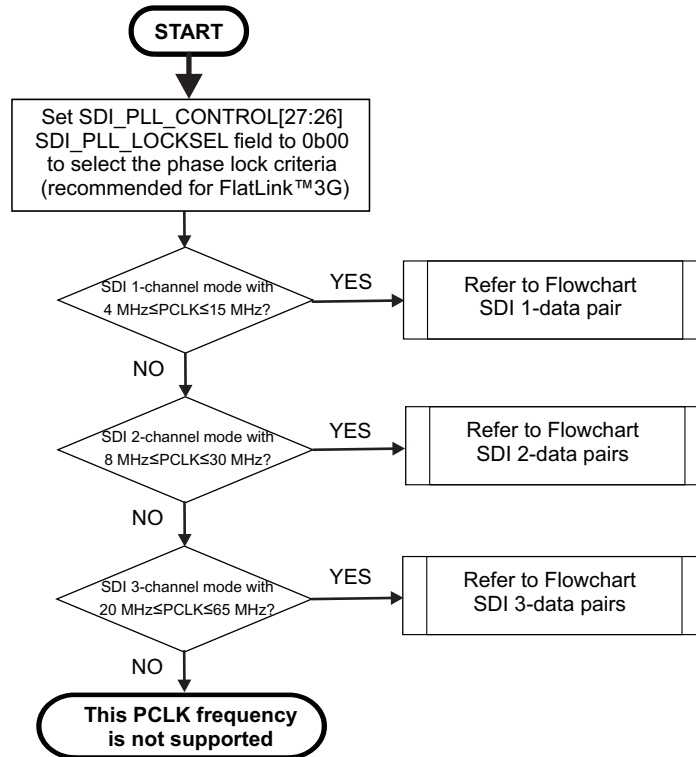 START
Set SDI_PLL_CONTROL[27:26]
SDI_PLL_LOCKSEL field to 0b00
to select the phase lock criteria
(recommended for FlatLink™3G)
SDI 1-channel mode with
4 MHz≤PCLK≤15 MHz?
YES
Refer to Flowchart
SDI 1-data pair
NO
SDI 2-channel mode with
8 MHz≤PCLK≤30 MHz?
YES
Refer to Flowchart
SDI 2-data pairs
NO
SDI 3-channel mode with
20 MHz≤PCLK≤65 MHz?
YES
Refer to Flowchart
SDI 3-data pairs
NO
This PCLK frequency
is not supported